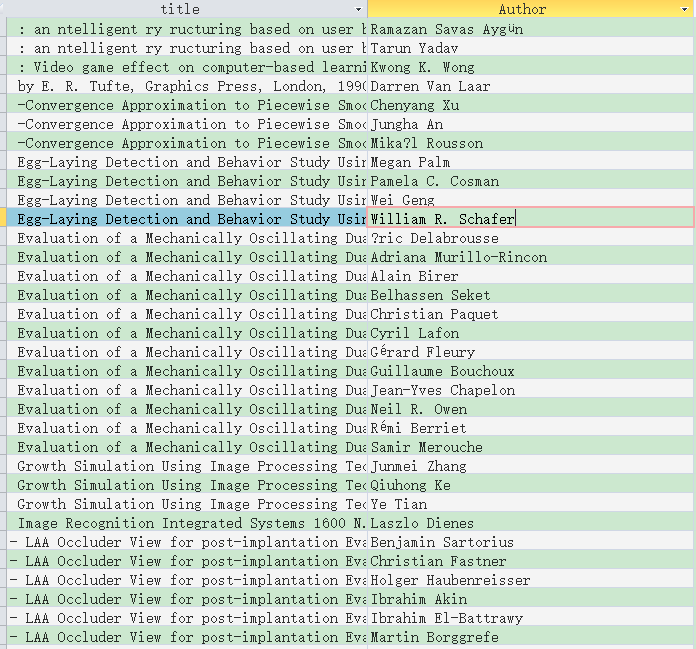 title Author
: an ntelligent ry ructuring based on user b Ramazan Savas Aygün
: an ntelligent ry ructuring based on user b Tarun Yadav
: Video game effect on computer-based learni Kwong K. Wong
by E. R. Tufte, Graphics Press, London, 1990 Darren Van Laar
-Convergence Approximation to Piecewise Smoo Chenyang Xu
-Convergence Approximation to Piecewise Smoo Jungha An
-Convergence Approximation to Piecewise Smoo Mika?l Rousson
Egg-Laying Detection and Behavior Study Usin Megan Palm
Egg-Laying Detection and Behavior Study Usin Pamela C. Cosman
Egg-Laying Detection and Behavior Study Usin Wei Geng
Egg-Laying Detection and Behavior Study Usin William R. Schafer
Evaluation of a Mechanically Oscillating Dua ?ric Delabrousse
Evaluation of a Mechanically Oscillating Dua Adriana Murillo-Rincon
Evaluation of a Mechanically Oscillating Dua Alain Birer
Evaluation of a Mechanically Oscillating Dua Belhassen Seket
Evaluation of a Mechanically Oscillating Dua Christian Paquet
Evaluation of a Mechanically Oscillating Dua Cyril Lafon
Evaluation of a Mechanically Oscillating Dua Gérard Fleury
Evaluation of a Mechanically Oscillating Dua Guillaume Bouchoux
Evaluation of a Mechanically Oscillating Dua Jean-Yves Chapelon
Evaluation of a Mechanically Oscillating Dua Neil R. Owen
Evaluation of a Mechanically Oscillating Dua Rémi Berriet
Evaluation of a Mechanically Oscillating Dua Samir Merouche
Growth Simulation Using Image Processing Tec Junmei Zhang
Growth Simulation Using Image Processing Tec Qiuhong Ke
Growth Simulation Using Image Processing Tec Ye Tian
Image Recognition Integrated Systems 1600 N. Laszlo Dienes
- LAA Occluder View for post-implantation Eva Benjamin Sartorius
- LAA Occluder View for post-implantation Eva Christian Fastner
- LAA Occluder View for post-implantation Eva Holger Haubenreisser
- LAA Occluder View for post-implantation Eva Ibrahim Akin
- LAA Occluder View for post-implantation Eva Ibrahim El-Battrawy
- LAA Occluder View for post-implantation Eva Martin Borggrefe